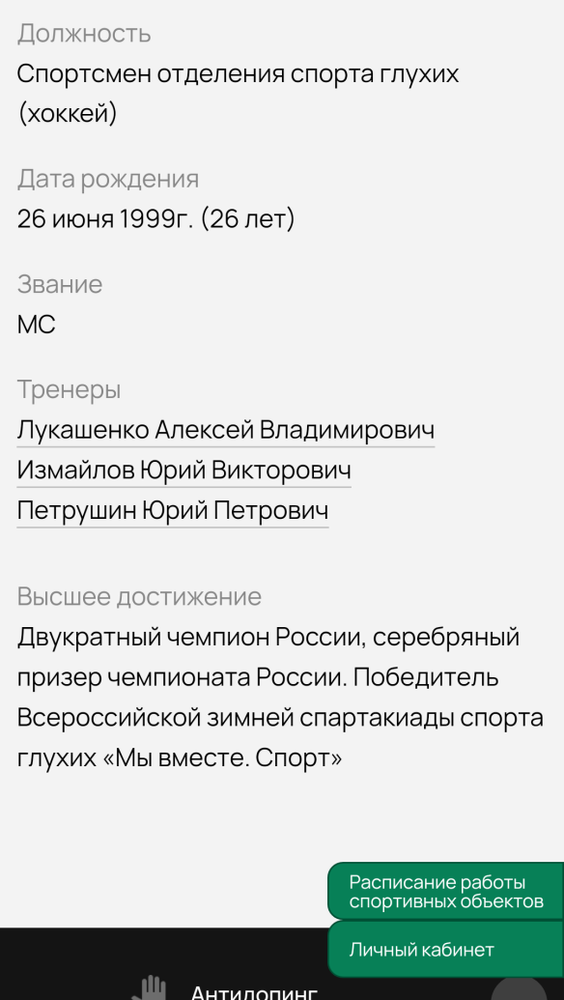 Должность
Спортсмен отделения спорта глухих
(хоккей)
Дата рождения
26 июня 1999г. (26 лет)
Звание
МС
Тренеры
Лукашенко Алексей Владимирович
Измайлов Юрий Викторович
Петрушин Юрий Петрович
Высшее достижение
Двукратный чемпион России, серебряный
призер чемпионата России. Победитель
Всероссийской зимней спартакиады спорта
глухих «Мы вместе. Спорт»
Расписание работы
спортивных объектов
Личный кабинет
Антидопинг